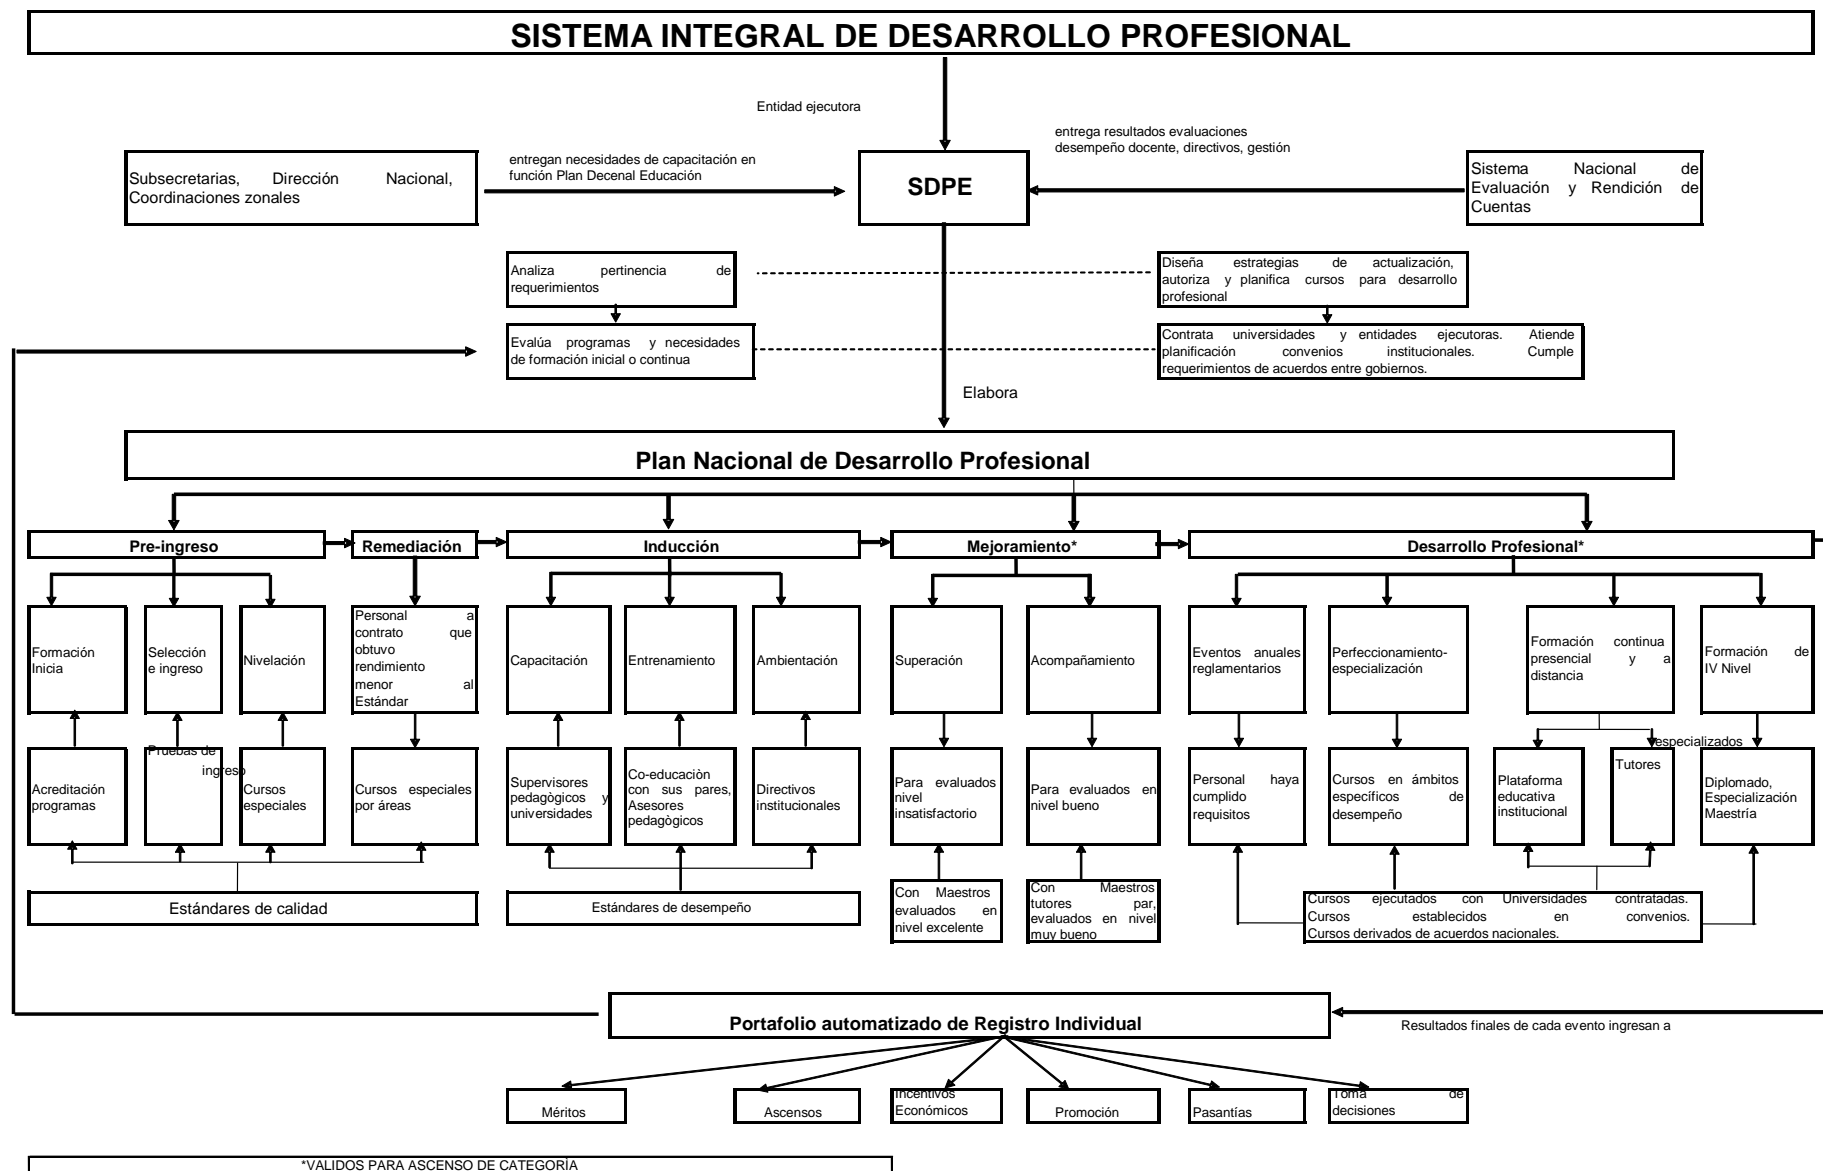 SISTEMA INTEGRAL DE DESARROLLO PROFESIONAL
Entidad ejecutora
entrega resultados evaluaciones
desempeño docente, directivos, gestión
entregan necesidades de capacitación en
función Plan Decenal Educación
Subsecretarias, Dirección Nacional,
Coordinaciones zonales
SDPE
Sistema Nacional de
Evaluación y Rendición de
Cuentas
Analiza pertinencia de
requerimientos
Diseña estrategias de actualización,
autoriza y planifica cursos para desarrollo
profesional
Evalúa programas y necesidades
de formación inicial o continua
Contrata universidades y entidades ejecutoras. Atiende
planificación convenios institucionales. Cumple
requerimientos de acuerdos entre gobiernos.
Elabora
Plan Nacional de Desarrollo Profesional
Pre-ingreso
Remediación
Inducción
Mejoramiento*
Desarrollo Profesional*
Formación
Inicia
Selección
e ingreso
Nivelación
Personal a
contrato que
obtuvo
rendimiento
menor al
Estándar
Capacitación
Entrenamiento
Ambientación
Superación
Acompañamiento
Eventos anuales
reglamentarios
Perfeccionamiento-
especialización
Formación continua
presencial y a
distancia
Formación de
IV Nivel
Acreditación
programas
Pruebas de
ingreso
Cursos
especiales
Cursos especiales
por áreas
Supervisores
pedagògicos y
universidades
Co-educaciòn
con sus pares,
Asesores
pedagògicos
Directivos
institucionales
Para evaluados
nivel
insatisfactorio
Para evaluados en
nivel bueno
Personal haya
cumplido
requisitos
Cursos en ámbitos
específicos de
desempeño
Plataforma
educativa
institucional
especializados
Tutores
Diplomado,
Especialización
Maestría
Estándares de calidad
Estándares de desempeño
Con Maestros
evaluados en
nivel excelente
Con Maestros
tutores par,
evaluados en nivel
muy bueno
Cursos ejecutados con Universidades contratadas.
Cursos establecidos en convenios.
Cursos derivados de acuerdos nacionales.
Portafolio automatizado de Registro Individual
Resultados finales de cada evento ingresan a
Méritos
Ascensos
Incentivos
Económicos
Promoción
Pasantías
Toma de
decisiones
*VALIDOS PARA ASCENSO DE CATEGORÍA